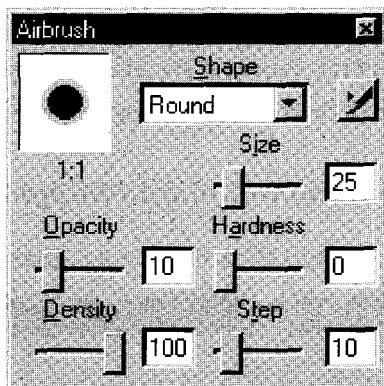 Airbrush
Shape
Round
1:1
Size
25
Opacity
Hardness
10
0
Density
Step
100
10